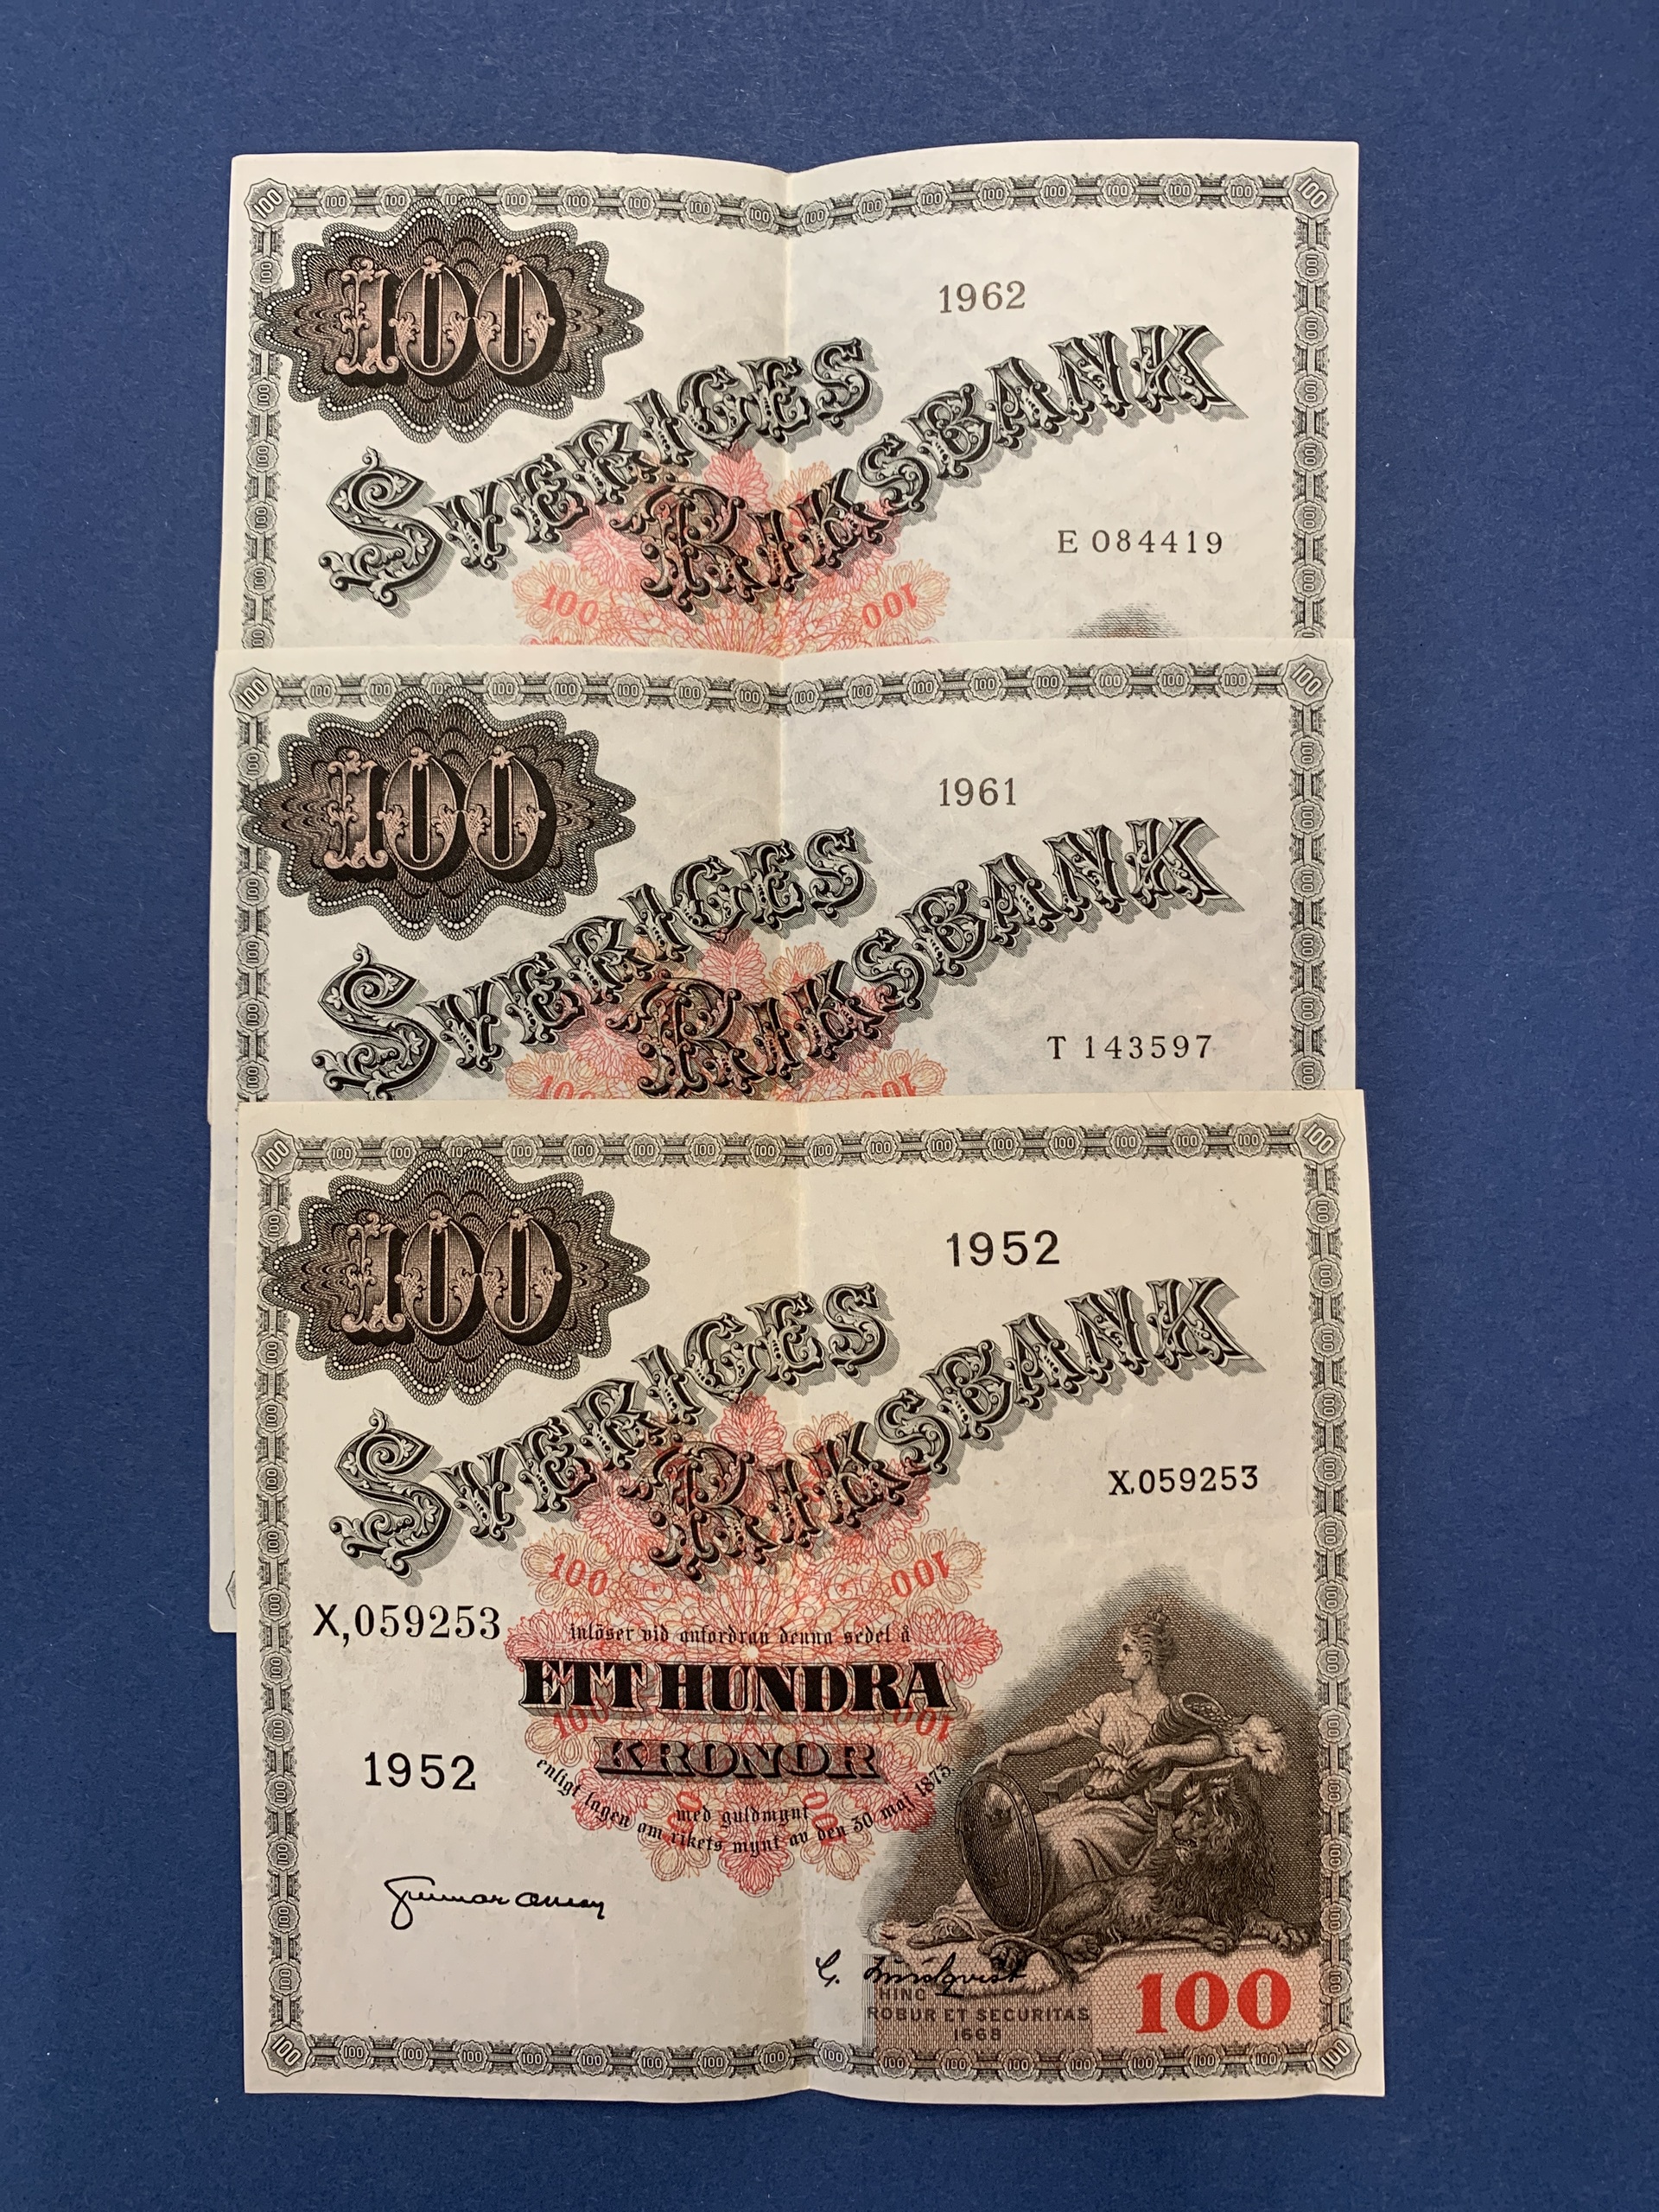 100
1962
SVERIGES
RIKSBANK
E 084419
100 100
100
1961
SVERIGES
RIKSBANK
T 143597
100
1952
SVERIGES
RIKSBANK
X,059253
100 100
X,059253
inlöser vid anfordran denna sedel å
ETT HUNDRA
KRONOR
1952
med guldmynt
enligt lagen om rikets mynt av den 30 maj 1873.
G. Lundqvist
HINC
ROBUR ET SECURITAS
1668
100